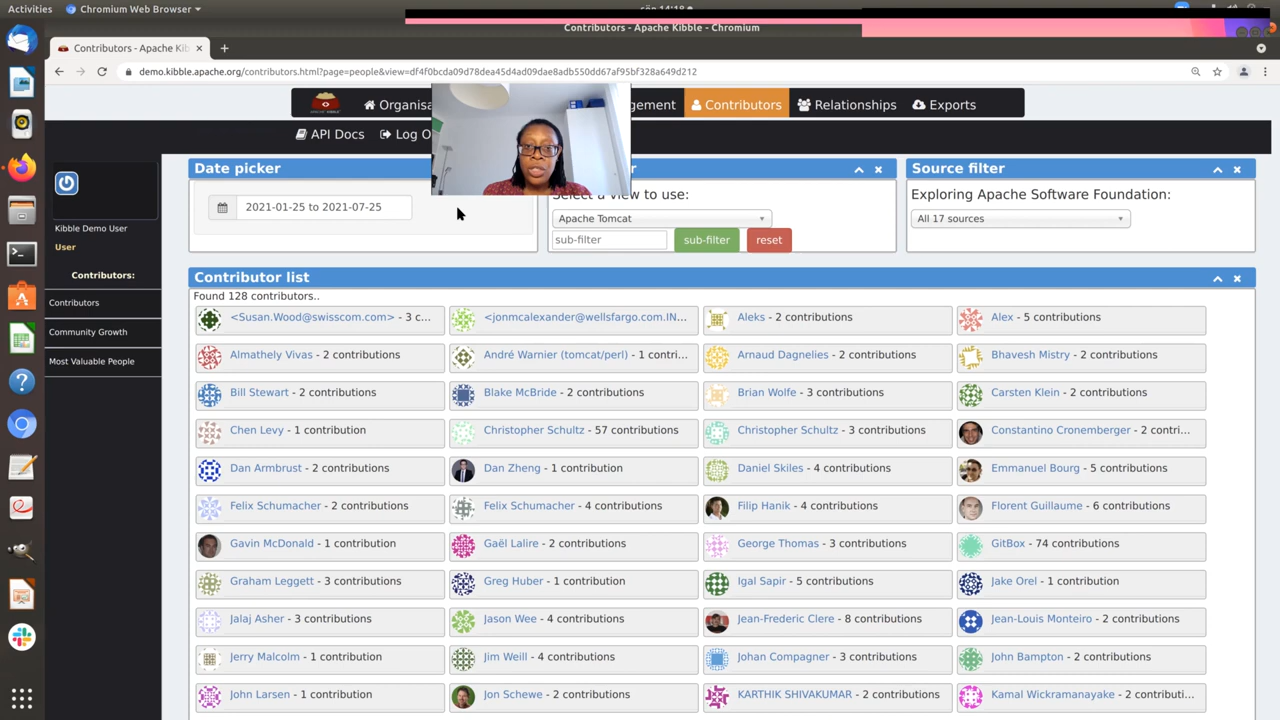 Activities
Chromium Web Browser
Contributors - Apache Kibble - Chromium
Contributors - Apache Kib
demo.kibble.apache.org/contributors.html?page=people&view=df4f0bcda09d78dea45d4ad09dae8adb550dd67af95bf328a649d212
Organisa
gement
Contributors
Relationships
Exports
API Docs
Log O
Date picker
Source filter
2021-01-25 to 2021-07-25
Select a view to use:
Exploring Apache Software Foundation:
Apache Tomcat
All 17 sources
sub-filter
sub-filter
reset
Kibble Demo User
User
Contributors:
Contributors
Community Growth
Most Valuable People
Contributor list
Found 128 contributors..
<Susan.Wood@swisscom.com> - 3 c...
<jonmcalexander@wellsfargo.com.IN...
Aleks - 2 contributions
Alex - 5 contributions
Almathely Vivas - 2 contributions
André Warnier (tomcat/perl) - 1 contri...
Arnaud Dagnelies - 2 contributions
Bhavesh Mistry - 2 contributions
Bill Stewart - 2 contributions
Blake McBride - 2 contributions
Brian Wolfe - 3 contributions
Carsten Klein - 2 contributions
Chen Levy - 1 contribution
Christopher Schultz - 57 contributions
Christopher Schultz - 3 contributions
Constantino Cronemberger - 2 contri...
Dan Armbrust - 2 contributions
Dan Zheng - 1 contribution
Daniel Skiles - 4 contributions
Emmanuel Bourg - 5 contributions
Felix Schumacher - 2 contributions
Felix Schumacher - 4 contributions
Filip Hanik - 4 contributions
Florent Guillaume - 6 contributions
Gavin McDonald - 1 contribution
Gaël Lalire - 2 contributions
George Thomas - 3 contributions
GitBox - 74 contributions
Graham Leggett - 3 contributions
Greg Huber - 1 contribution
Igal Sapir - 5 contributions
Jake Orel - 1 contribution
Jalaj Asher - 3 contributions
Jason Wee - 4 contributions
Jean-Frederic Clere - 8 contributions
Jean-Louis Monteiro - 2 contributions
Jerry Malcolm - 1 contribution
Jim Weill - 4 contributions
Johan Compagner - 3 contributions
John Bampton - 2 contributions
John Larsen - 1 contribution
Jon Schewe - 2 contributions
KARTHIK SHIVAKUMAR - 2 contributions
Kamal Wickramanayake - 2 contributi...